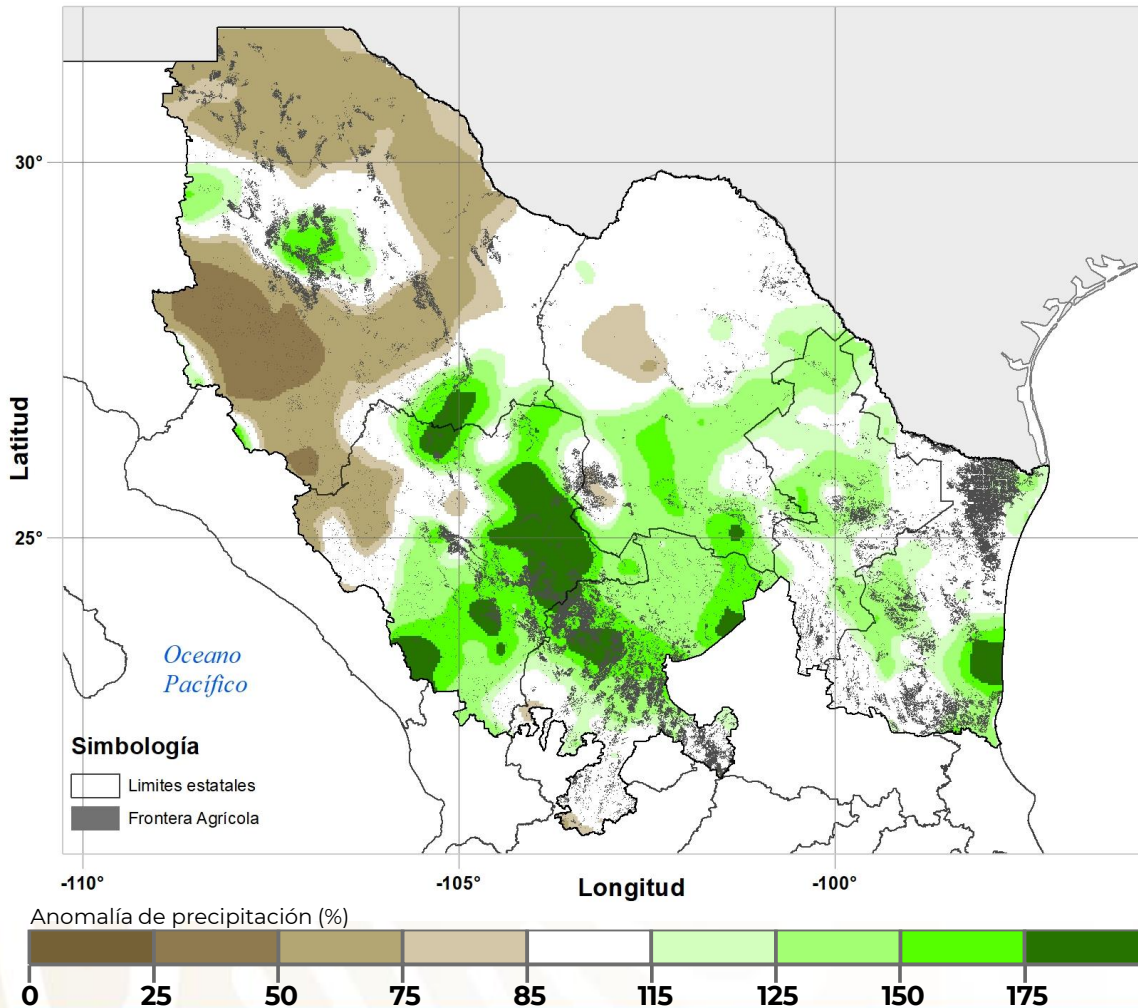 30°
Latitud
25°
Oceano
Pacífico
Simbología
Limites estatales
Frontera Agrícola
-110°
-105°
Longitud
-100°
Anomalía de precipitación (%)
0 25 50 75 85 115 125 150 175